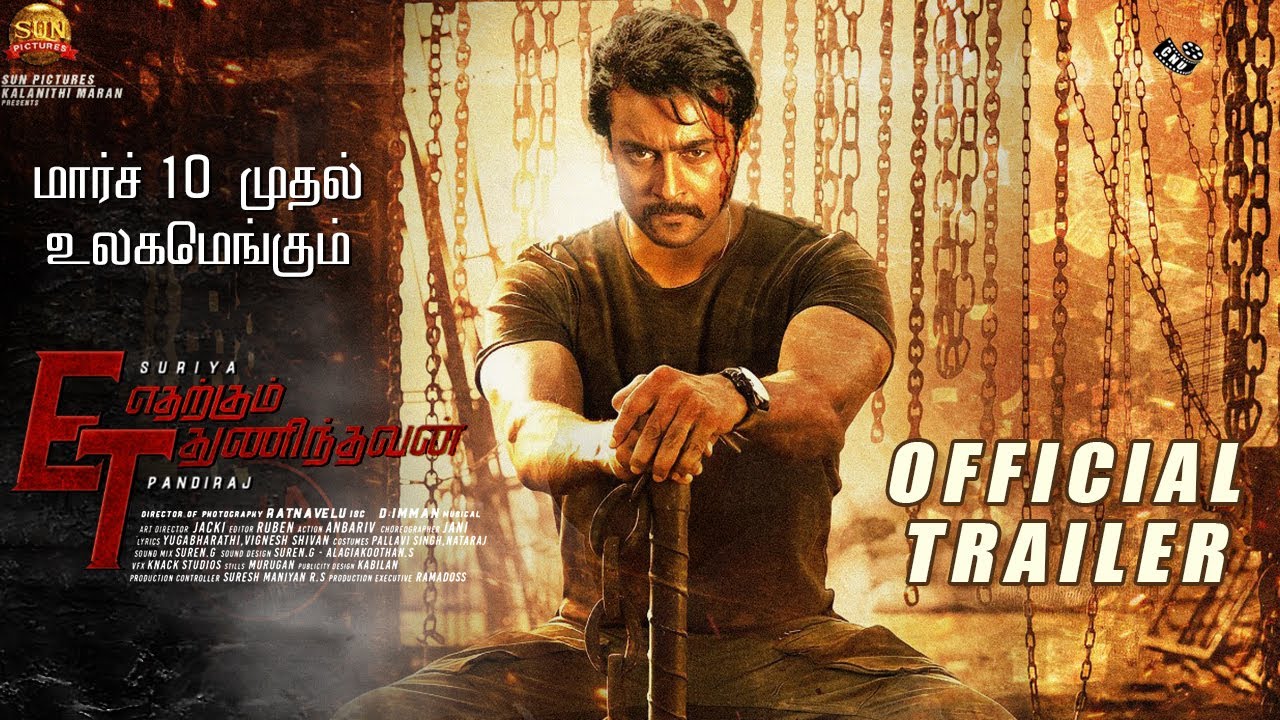 SUN
PICTURES
SUN PICTURES
KALANITHI MARAN
PRESENTS
CNU
மார்ச் 10 முதல்
உலகமெங்கும்
SURIYA
ET
எதற்கும்
துணிந்தவன்
PANDIRAJ
DIRECTOR OF PHOTOGRAPHY RATNAVELU ISC D:IMMAN MUSICAL
ART DIRECTOR JACKI EDITOR RUBEN ACTION ANBARIV CHOREOGRAPHER JANI
LYRICS YUGABHARATHI,VIGNESH SHIVAN COSTUMES PALLAVI SINGH,NATARAJ
SOUND MIX SUREN.G SOUND DESIGN SUREN.G - ALAGIAKOOTHAN.S
VFX KNACK STUDIOS STILLS MURUGAN PUBLICITY DESIGN KABILAN
PRODUCTION CONTROLLER SURESH MANIYAN R.S PRODUCTION EXECUTIVE RAMADOSS
OFFICIAL
TRAILER